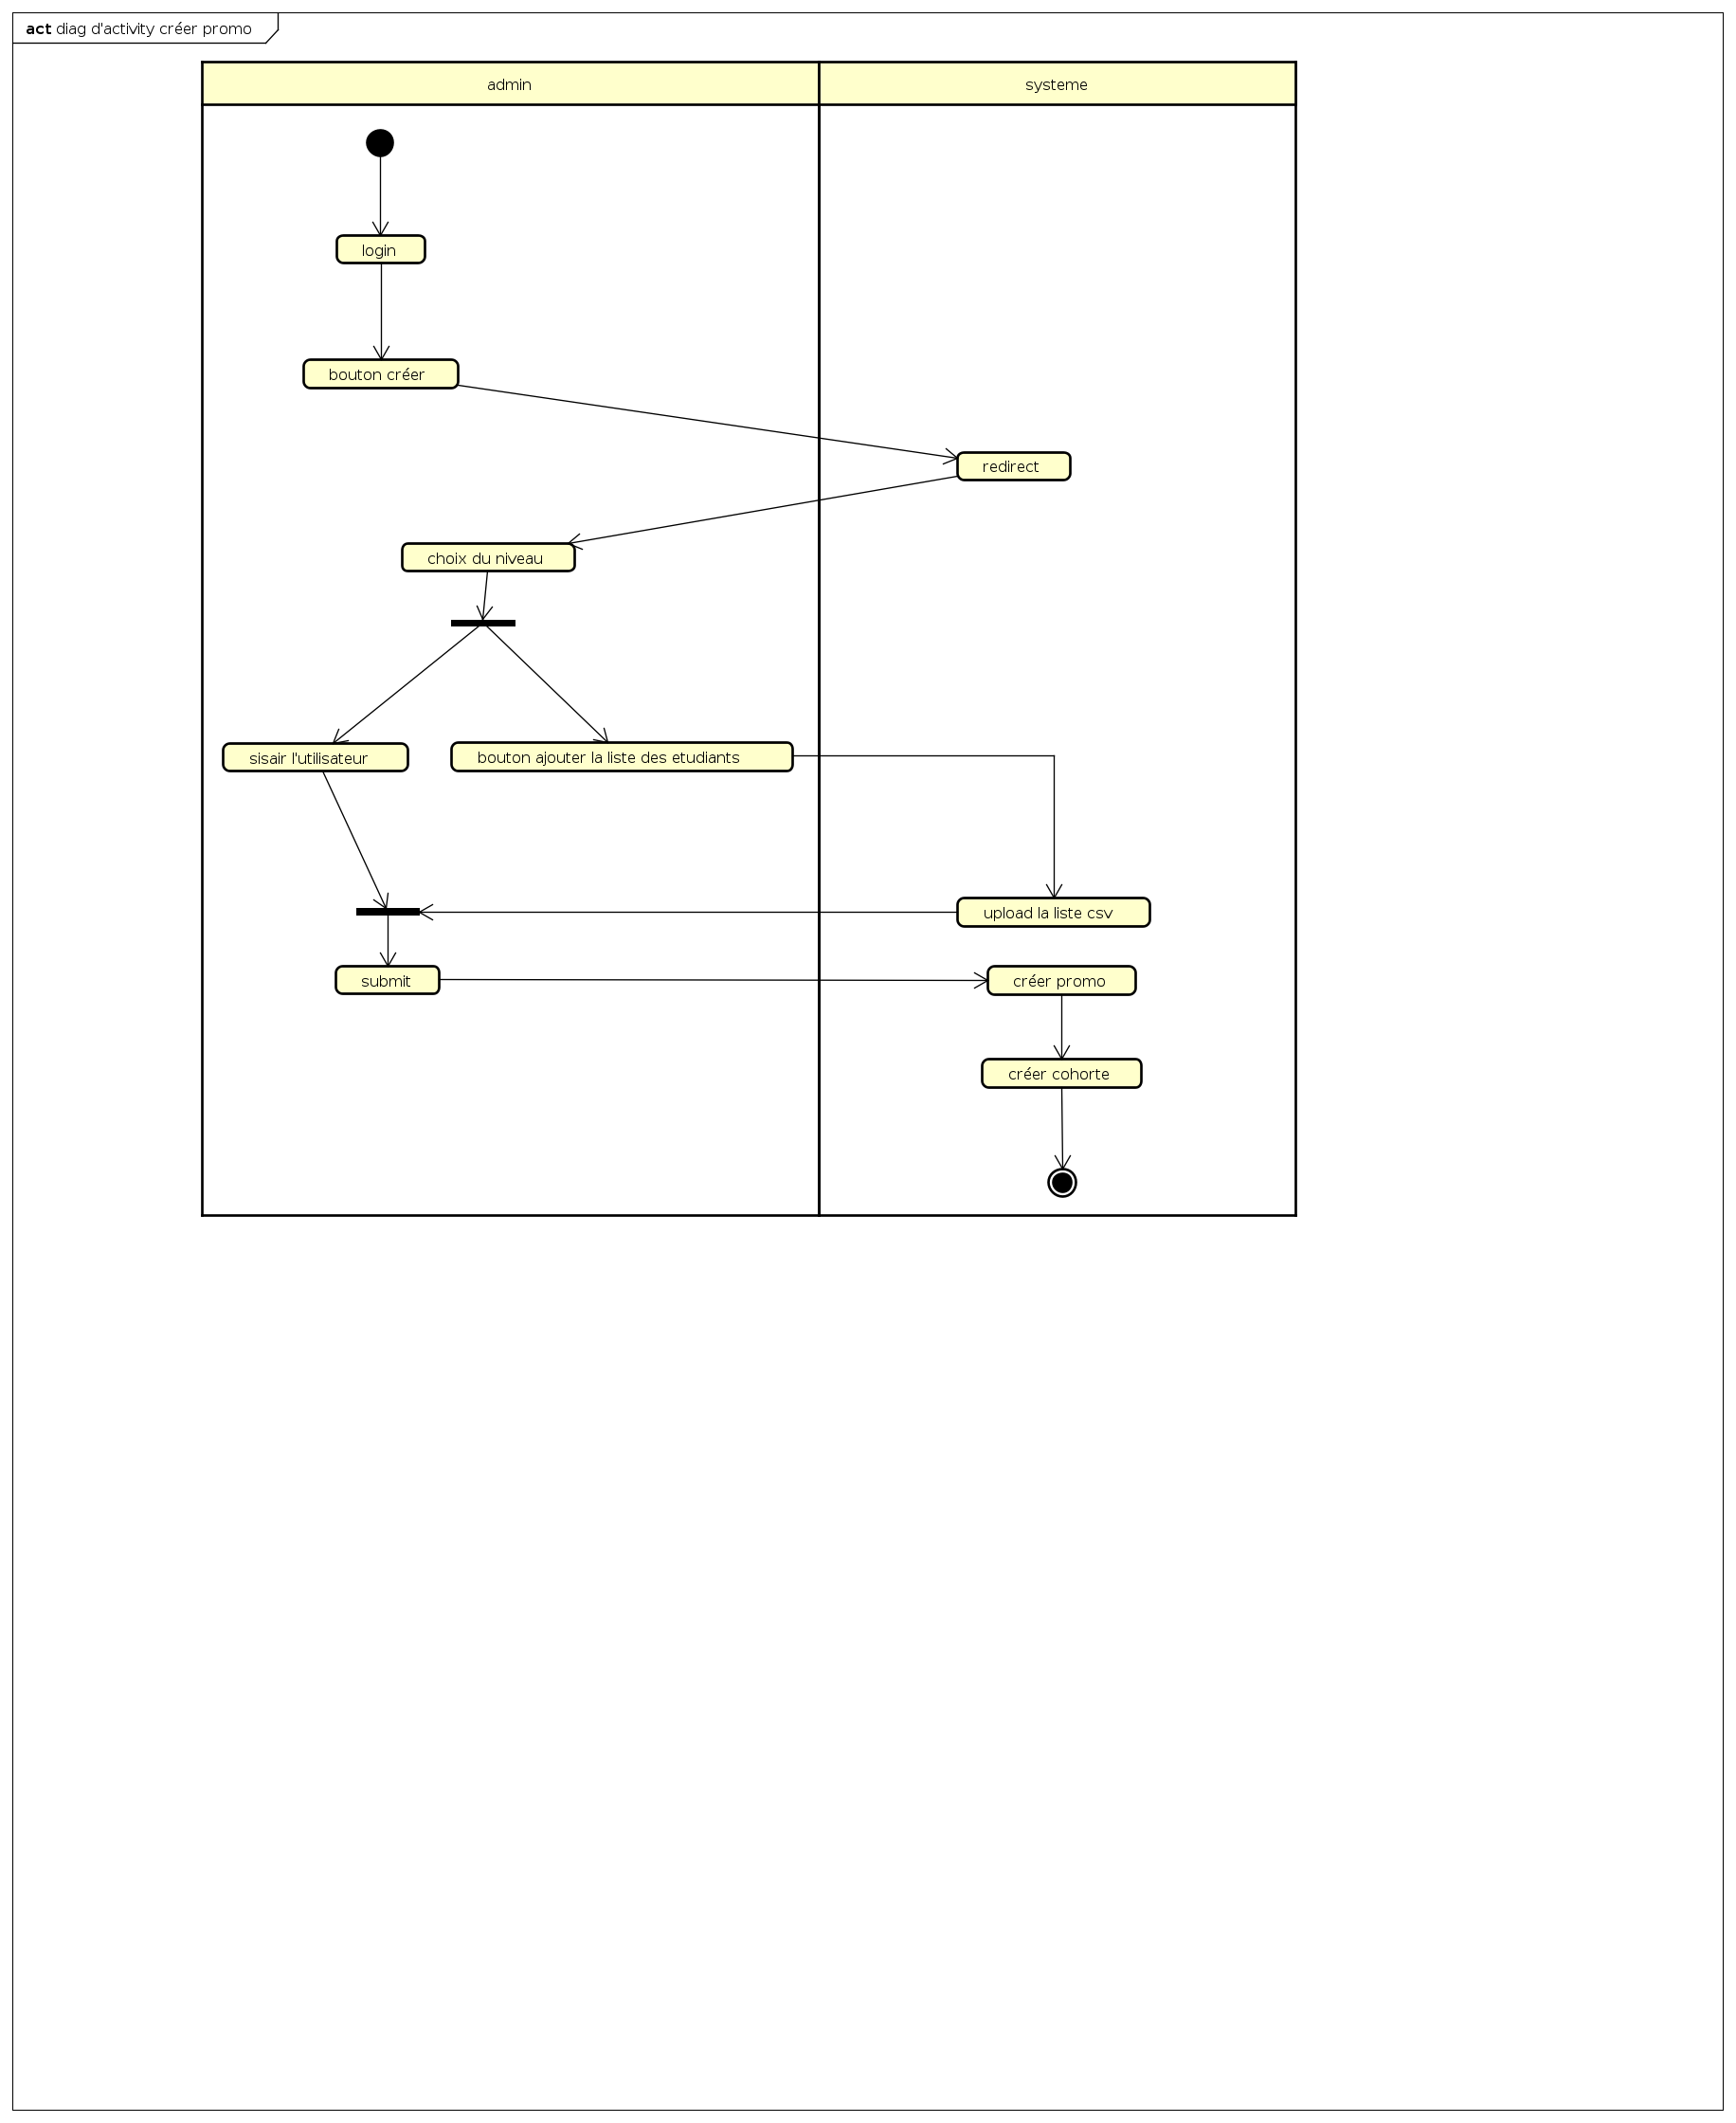 act diag d'activity créer promo
admin
systeme
login
bouton créer
redirect
choix du niveau
sisair l'utilisateur
bouton ajouter la liste des etudiants
upload la liste csv
submit
créer promo
créer cohorte